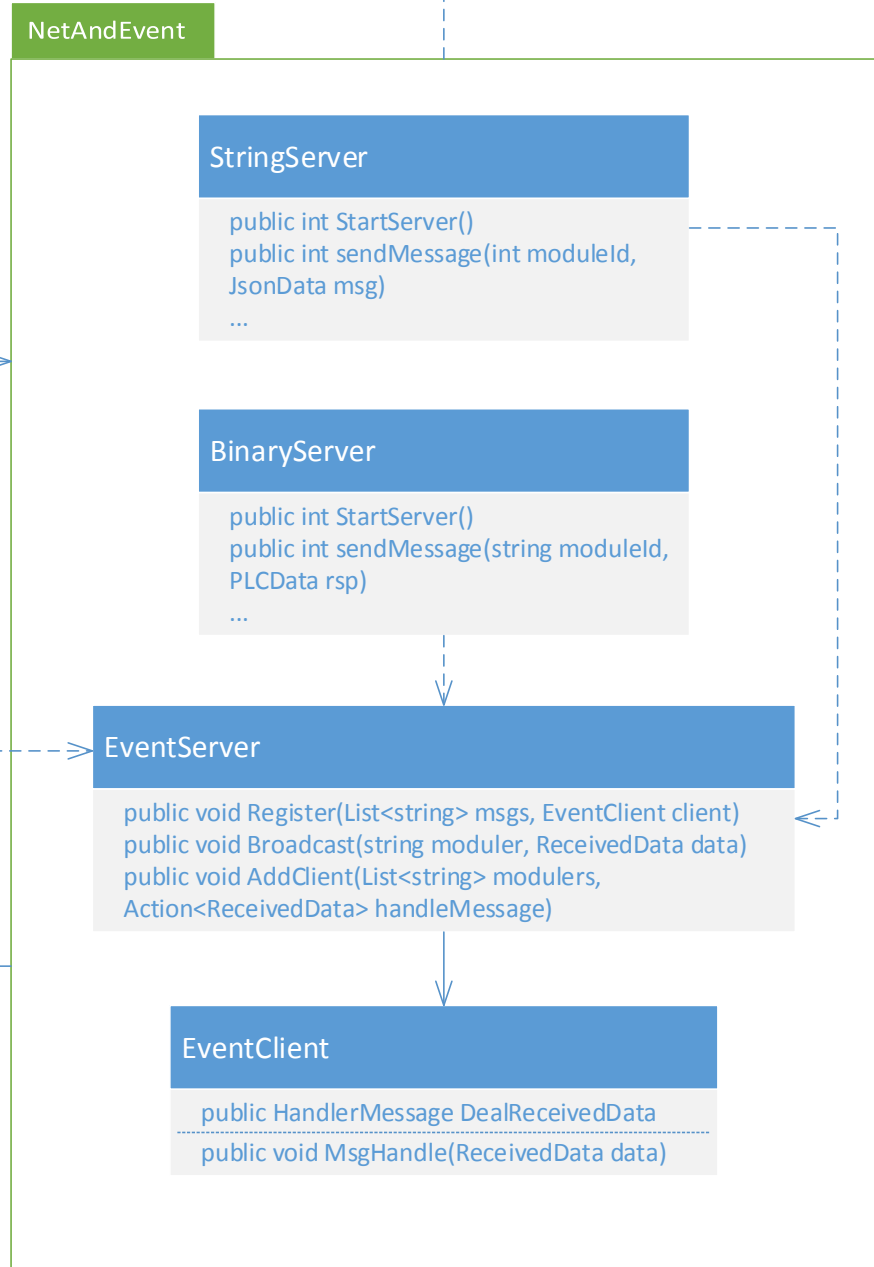 NetAndEvent
StringServer
public int StartServer()
public int sendMessage(int moduleId,
JsonData msg)
...
BinaryServer
public int StartServer()
public int sendMessage(string moduleId,
PLCData rsp)
...
EventServer
public void Register(List<string> msgs, EventClient client)
public void Broadcast(string moduler, ReceivedData data)
public void AddClient(List<string> modulers,
Action<ReceivedData> handleMessage)
EventClient
public HandlerMessage DealReceivedData
public void MsgHandle(ReceivedData data)